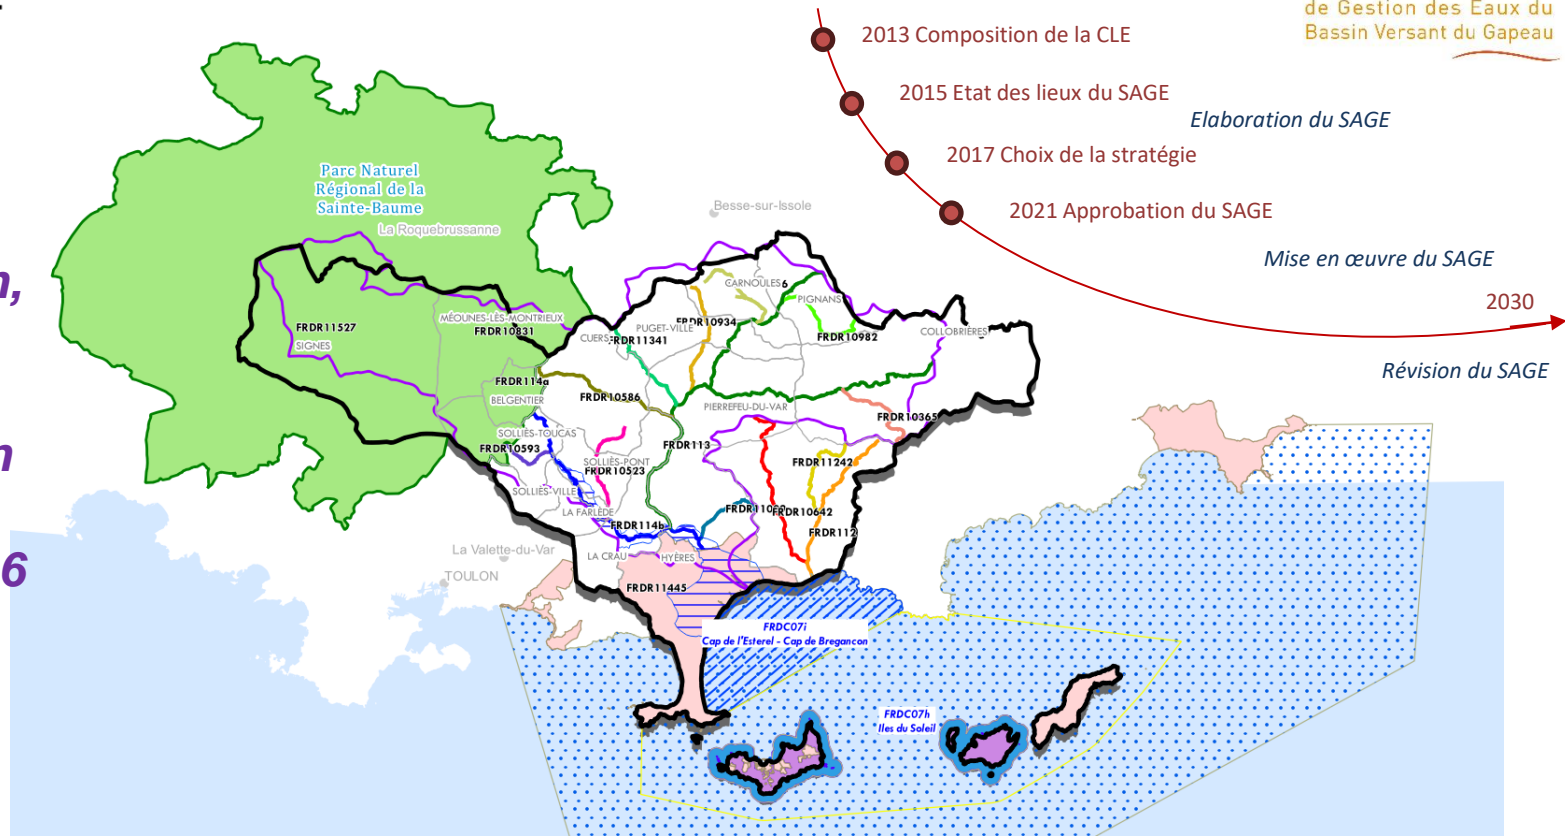 de Gestion des Eaux du
Bassin Versant du Gapeau
2013 Composition de la CLE
2015 Etat des lieux du SAGE
Elaboration du SAGE
2017 Choix de la stratégie
2021 Approbation du SAGE
Mise en œuvre du SAGE
2030
Révision du SAGE
n,
n
6
Parc Naturel
Régional de la
Sainte-Baume
La Roquebrussanne
Besse-sur-Issole
CARNOULES
PIGNANS
FRDR11527
SIGNES
MÉOUNES-LÈS-MONTRIEUX
FRDR10831
CUERS
FRDR11341
PUGET-VILLE
FRDR10934
FRDR10982
COLLOBRIÈRES
FRDR114a
BELGENTIER
FRDR10586
PIERREFEU-DU-VAR
FRDR10365
SOLLIÈS-TOUCAS
FRDR10593
FRDR113
SOLLIÈS-PONT
FRDR10523
FRDR11242
SOLLIÈS-VILLE
LA FARLÈDE
FRDR114b
FRDR10642
FRDR112
La Valette-du-Var
LA CRAU
HYÈRES
TOULON
FRDR11445
FRDC07i
Cap de l'Esterel - Cap de Bregancon
FRDC07h
Iles du Soleil